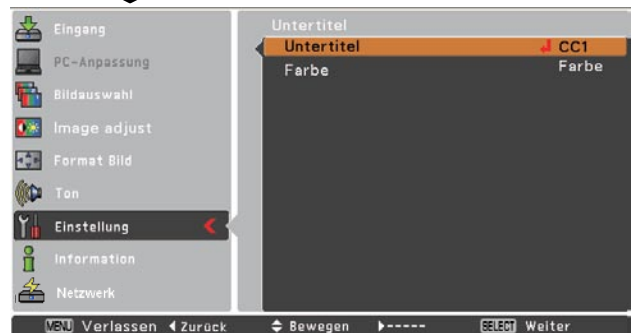 Eingang
PC-Anpassung
Bildauswahl
Image adjust
Format Bild
Ton
Einstellung
Information
Netzwerk
Untertitel
Untertitel CC1
Farbe Farbe
MENU Verlassen Zurück Bewegen ----- SELECT Weiter